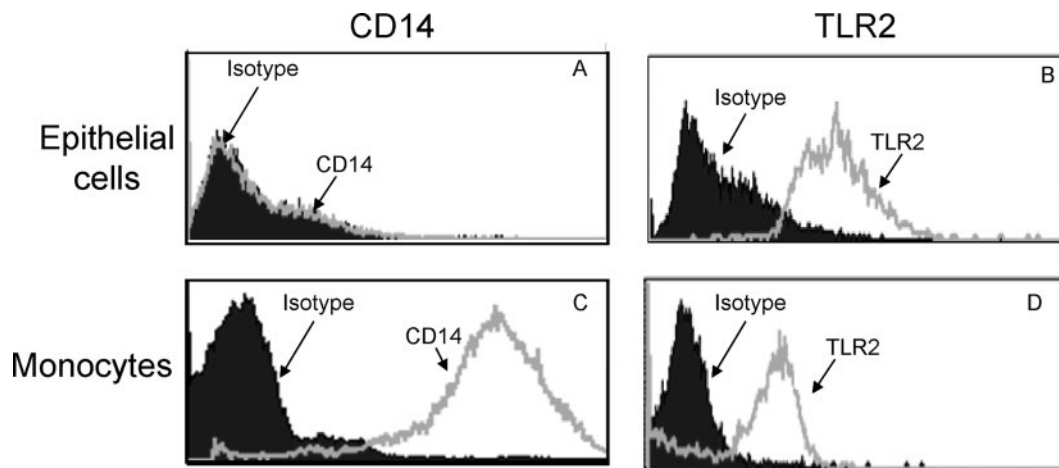 CD14
TLR2
Epithelial
cells
Isotype
CD14
A
Isotype
TLR2
B
Monocytes
Isotype
CD14
C
Isotype
TLR2
D